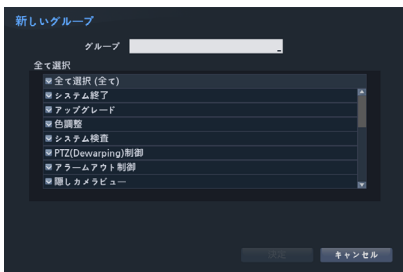 新しいグループ
グループ
全て選択
全て選択 (全て)
システム終了
アップグレード
色調整
システム検査
PTZ(Dewarping)制御
アラームアウト制御
隠しカメラビュー
決定 キャンセル